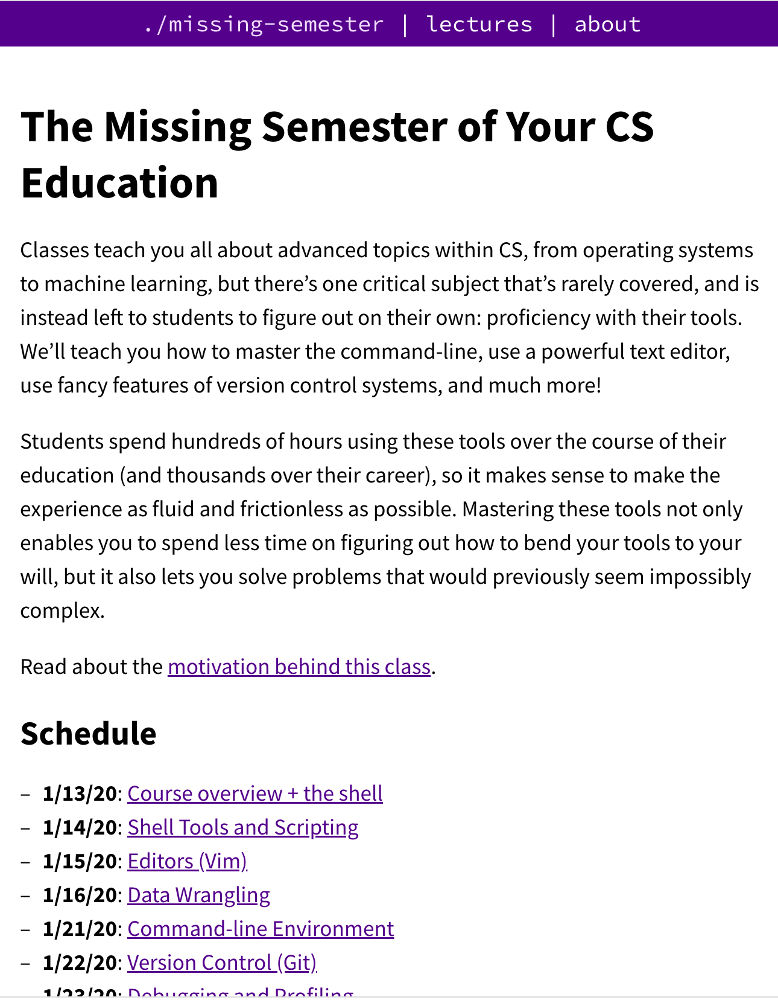 ./missing-semester | lectures | about
The Missing Semester of Your CS
Education
Classes teach you all about advanced topics within CS, from operating systems
to machine learning, but there’s one critical subject that’s rarely covered, and is
instead left to students to figure out on their own: proficiency with their tools.
We’ll teach you how to master the command-line, use a powerful text editor,
use fancy features of version control systems, and much more!
Students spend hundreds of hours using these tools over the course of their
education (and thousands over their career), so it makes sense to make the
experience as fluid and frictionless as possible. Mastering these tools not only
enables you to spend less time on figuring out how to bend your tools to your
will, but it also lets you solve problems that would previously seem impossibly
complex.
Read about the motivation behind this class.
Schedule
– 1/13/20: Course overview + the shell
– 1/14/20: Shell Tools and Scripting
– 1/15/20: Editors (Vim)
– 1/16/20: Data Wrangling
– 1/21/20: Command-line Environment
– 1/22/20: Version Control (Git)
1/23/20: Debugging and Profiling